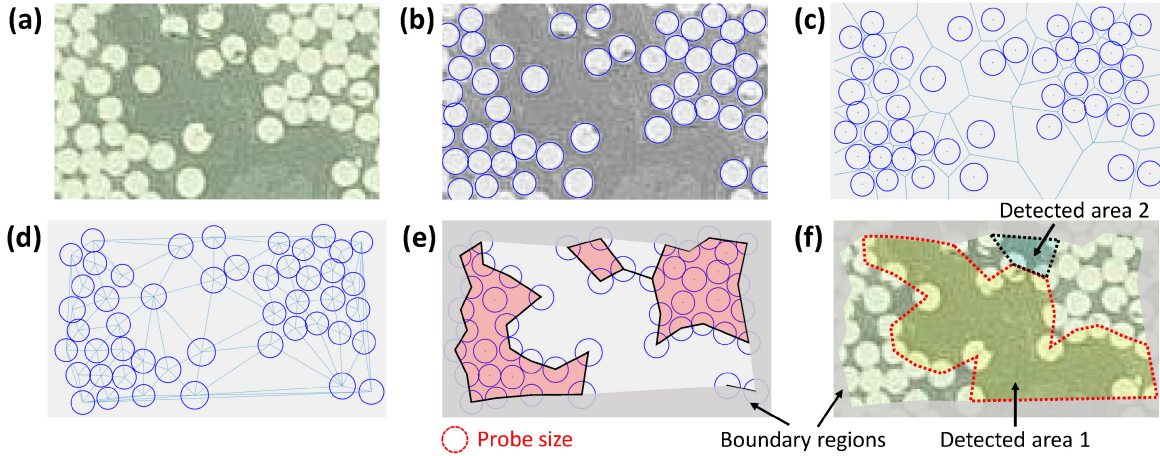 (a)
(b)
(c)
(d)
(e)
(f)
Detected area 2
Probe size
Boundary regions
Detected area 1